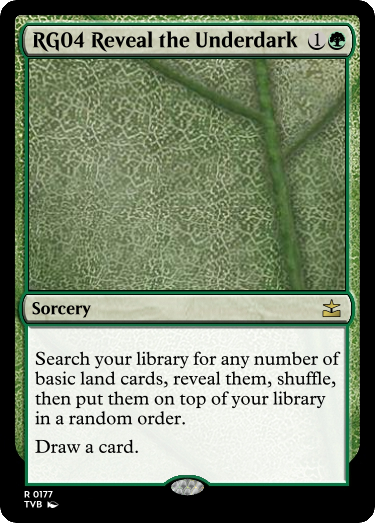 RG04 Reveal the Underdark 1
Sorcery
Search your library for any number of
basic land cards, reveal them, shuffle,
then put them on top of your library
in a random order.
Draw a card.
R 0177
TVB